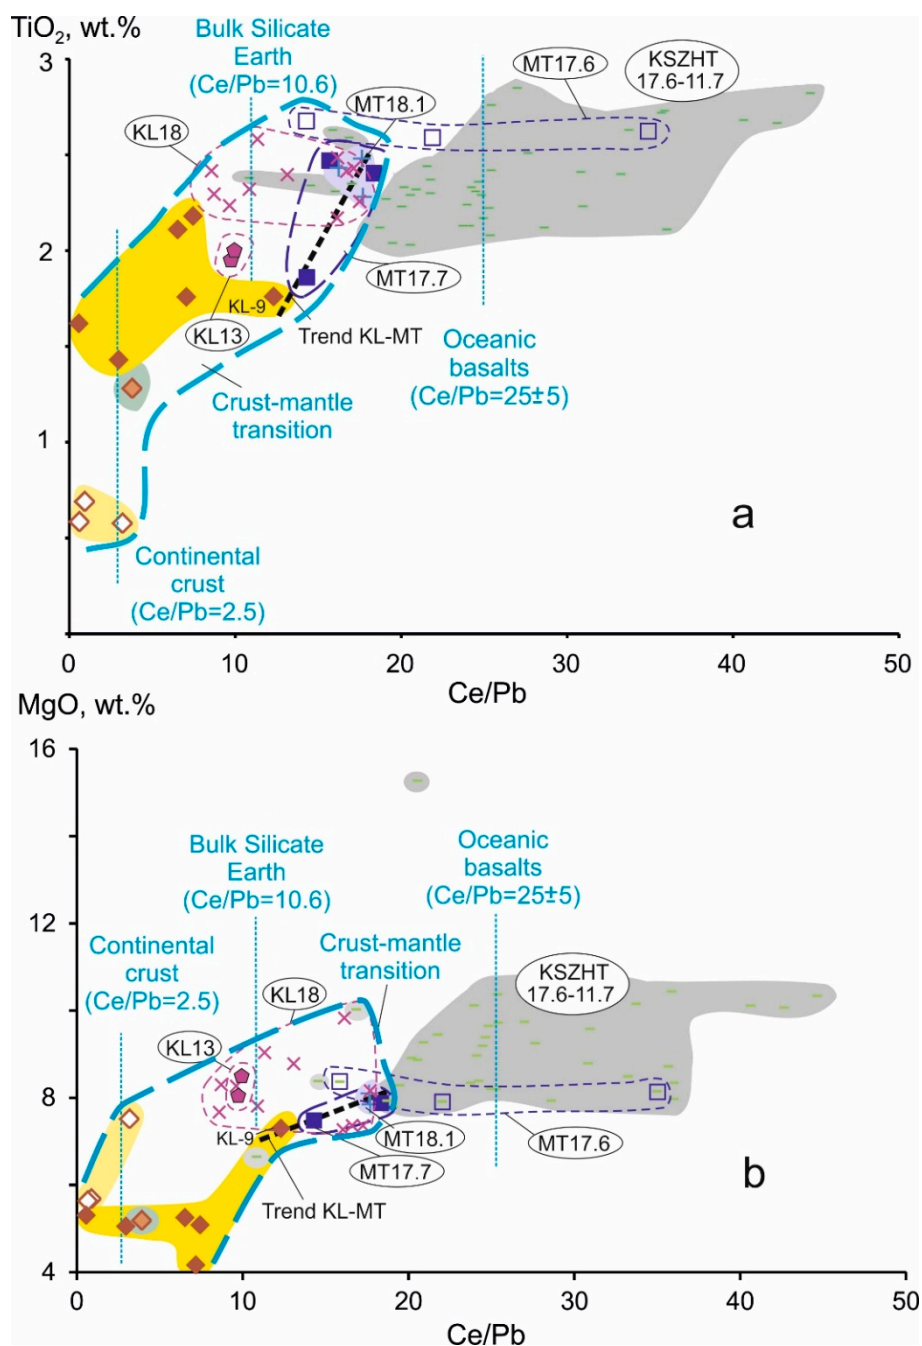 TiO2, wt.%
Bulk Silicate
Earth
(Ce/Pb=10.6)
MT17.6
KSZHT
17.6-11.7
MT18.1
KL18
3
2
1
MT17.7
KL-9
KL13
Trend KL-MT
Oceanic
basalts
(Ce/Pb=25±5)
Crust-mantle
transition
a
Continental
crust
(Ce/Pb=2.5)
0 10 20 30 40 50
Ce/Pb
MgO, wt.%
16
12
8
4
Bulk Silicate
Earth
(Ce/Pb=10.6)
Oceanic
basalts
(Ce/Pb=25±5)
Continental
crust
(Ce/Pb=2.5)
Crust-mantle
transition
KSZHT
17.6-11.7
KL18
KL13
KL-9
MT18.1
MT17.6
MT17.7
Trend KL-MT
b
0 10 20 30 40 50
Ce/Pb